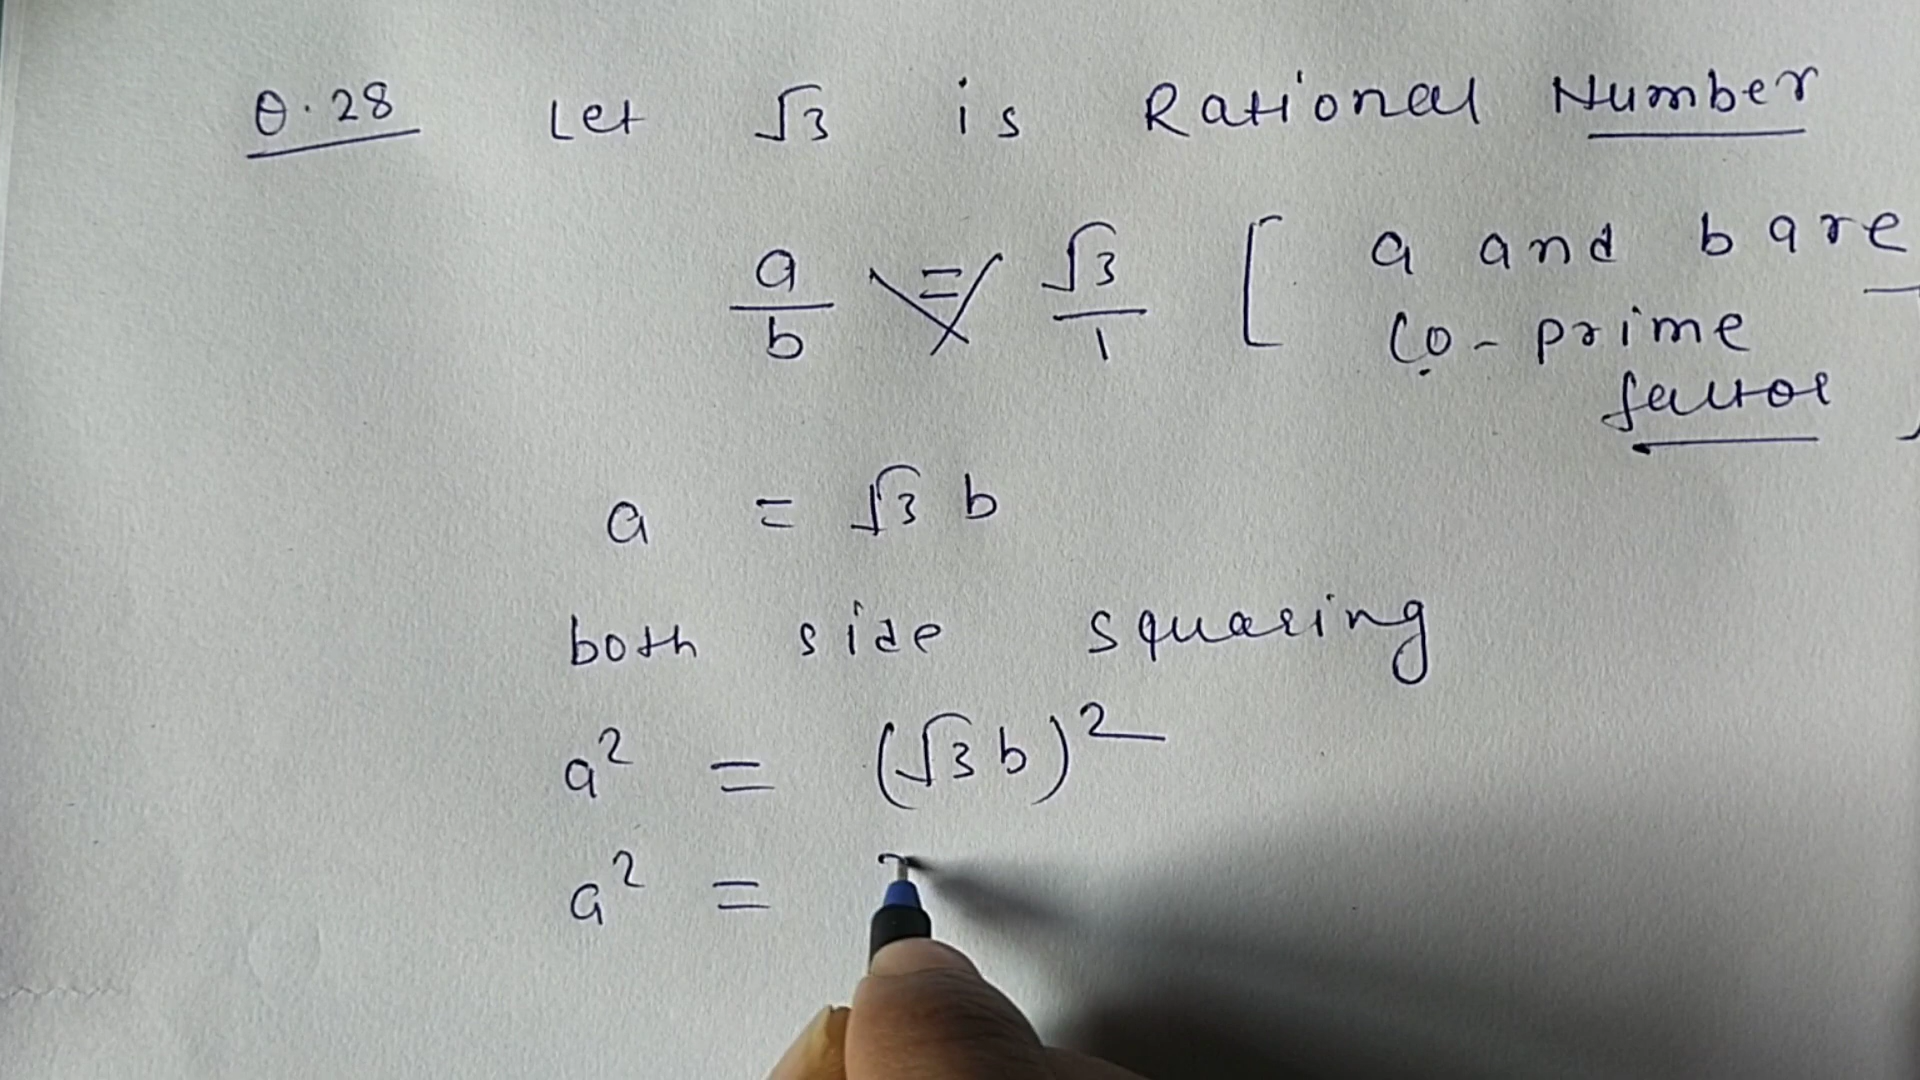 Q.28 Let √3 is Rational Number
a/b = √3/1 [ a and b are
Co-prime
factor ]
a = √3 b
both side squaring
a² = (√3 b)²
a² =